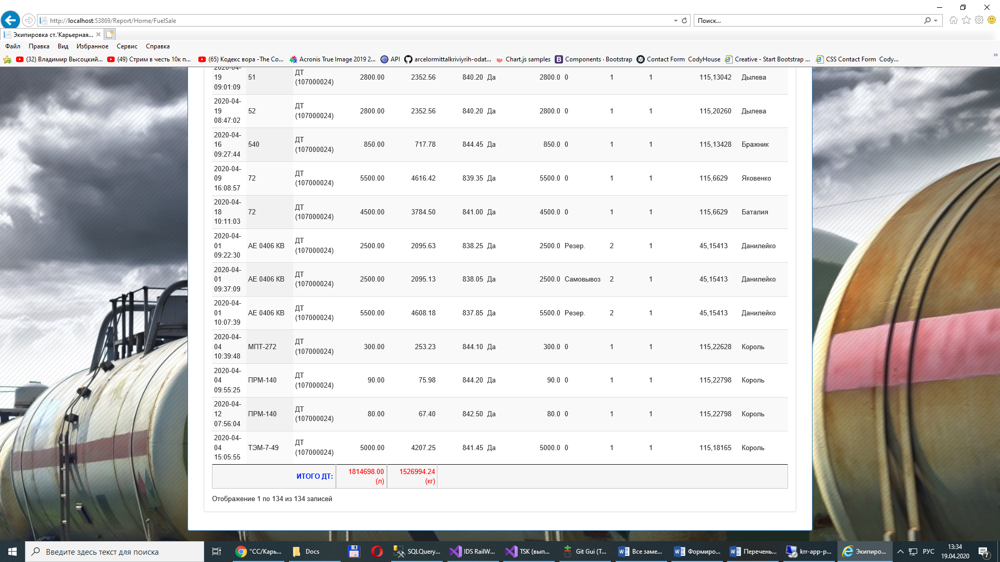 http://localhost:53869/Report/Home/FuelSale
Поиск...
Экипировка ст.'Карьерная...
Файл Правка Вид Избранное Сервис Справка
(32) Владимир Высоцкий... (49) Стрим в честь 10к п... (65) Кодекс вора -The Co... Acronis True Image 2019 2... API arcelormittalkriviyrih-odat... Chart.js samples Components · Bootstrap Contact Form CodyHouse Creative - Start Bootstrap ... CSS Contact Form Cody...
2020-04-
19
09:01:09 51 ДТ
(107000024) 2800.00 2352.56 840.20 Да 2800.0 0 1 1 115,13042 Дылева
2020-04-
19
08:47:02 52 ДТ
(107000024) 2800.00 2352.56 840.20 Да 2800.0 0 1 1 115,20260 Дылева
2020-04-
16
09:27:44 540 ДТ
(107000024) 850.00 717.78 844.45 Да 850.0 0 1 1 115,13428 Бражник
2020-04-
09
16:08:57 72 ДТ
(107000024) 5500.00 4616.42 839.35 Да 5500.0 0 1 1 115,6629 Яковенко
2020-04-
18
10:11:03 72 ДТ
(107000024) 4500.00 3784.50 841.00 Да 4500.0 0 1 1 115,6629 Баталия
2020-04-
01
09:22:30 АЕ 0406 КВ ДТ
(107000024) 2500.00 2095.63 838.25 Да 2500.0 Резер. 2 1 45,15413 Данилейко
2020-04-
01
09:37:09 АЕ 0406 КВ ДТ
(107000024) 2500.00 2095.13 838.05 Да 2500.0 Самовывоз 2 1 45,15413 Данилейко
2020-04-
01
10:07:39 АЕ 0406 КВ ДТ
(107000024) 5500.00 4608.18 837.85 Да 5500.0 Резер. 2 1 45,15413 Данилейко
2020-04-
04
10:39:48 МПТ-272 ДТ
(107000024) 300.00 253.23 844.10 Да 300.0 0 1 1 115,22628 Король
2020-04-
04
09:55:25 ПРМ-140 ДТ
(107000024) 90.00 75.98 844.20 Да 90.0 0 1 1 115,22798 Король
2020-04-
12
07:56:04 ПРМ-140 ДТ
(107000024) 80.00 67.40 842.50 Да 80.0 0 1 1 115,22798 Король
2020-04-
04
15:05:55 ТЭМ-7-49 ДТ
(107000024) 5000.00 4207.25 841.45 Да 5000.0 0 1 1 115,18165 Король
ИТОГО ДТ: 1814698.00
(л) 1526994.24
(кг)
Отображение 1 по 134 из 134 записей
Введите здесь текст для поиска "СС/Карь... Docs SQLQuery... IDS RailW... TSK (вып... Git Gui (T... Все заме... Формиро... Перечень... krr-app-p... Экипиро... РУС 13:34
19.04.2020 7